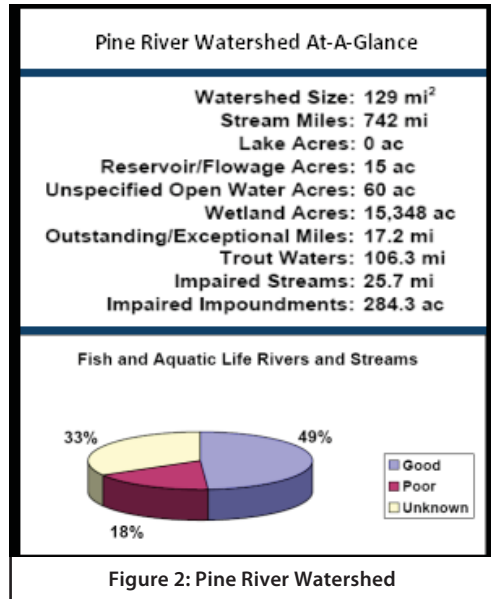 Pine River Watershed At-A-Glance
Watershed Size: 129 mi²
Stream Miles: 742 mi
Lake Acres: 0 ac
Reservoir/Flowage Acres: 15 ac
Unspecified Open Water Acres: 60 ac
Wetland Acres: 15,348 ac
Outstanding/Exceptional Miles: 17.2 mi
Trout Waters: 106.3 mi
Impaired Streams: 25.7 mi
Impaired Impoundments: 284.3 ac
Fish and Aquatic Life Rivers and Streams
33%
49%
18%
Good
Poor
Unknown
Figure 2: Pine River Watershed